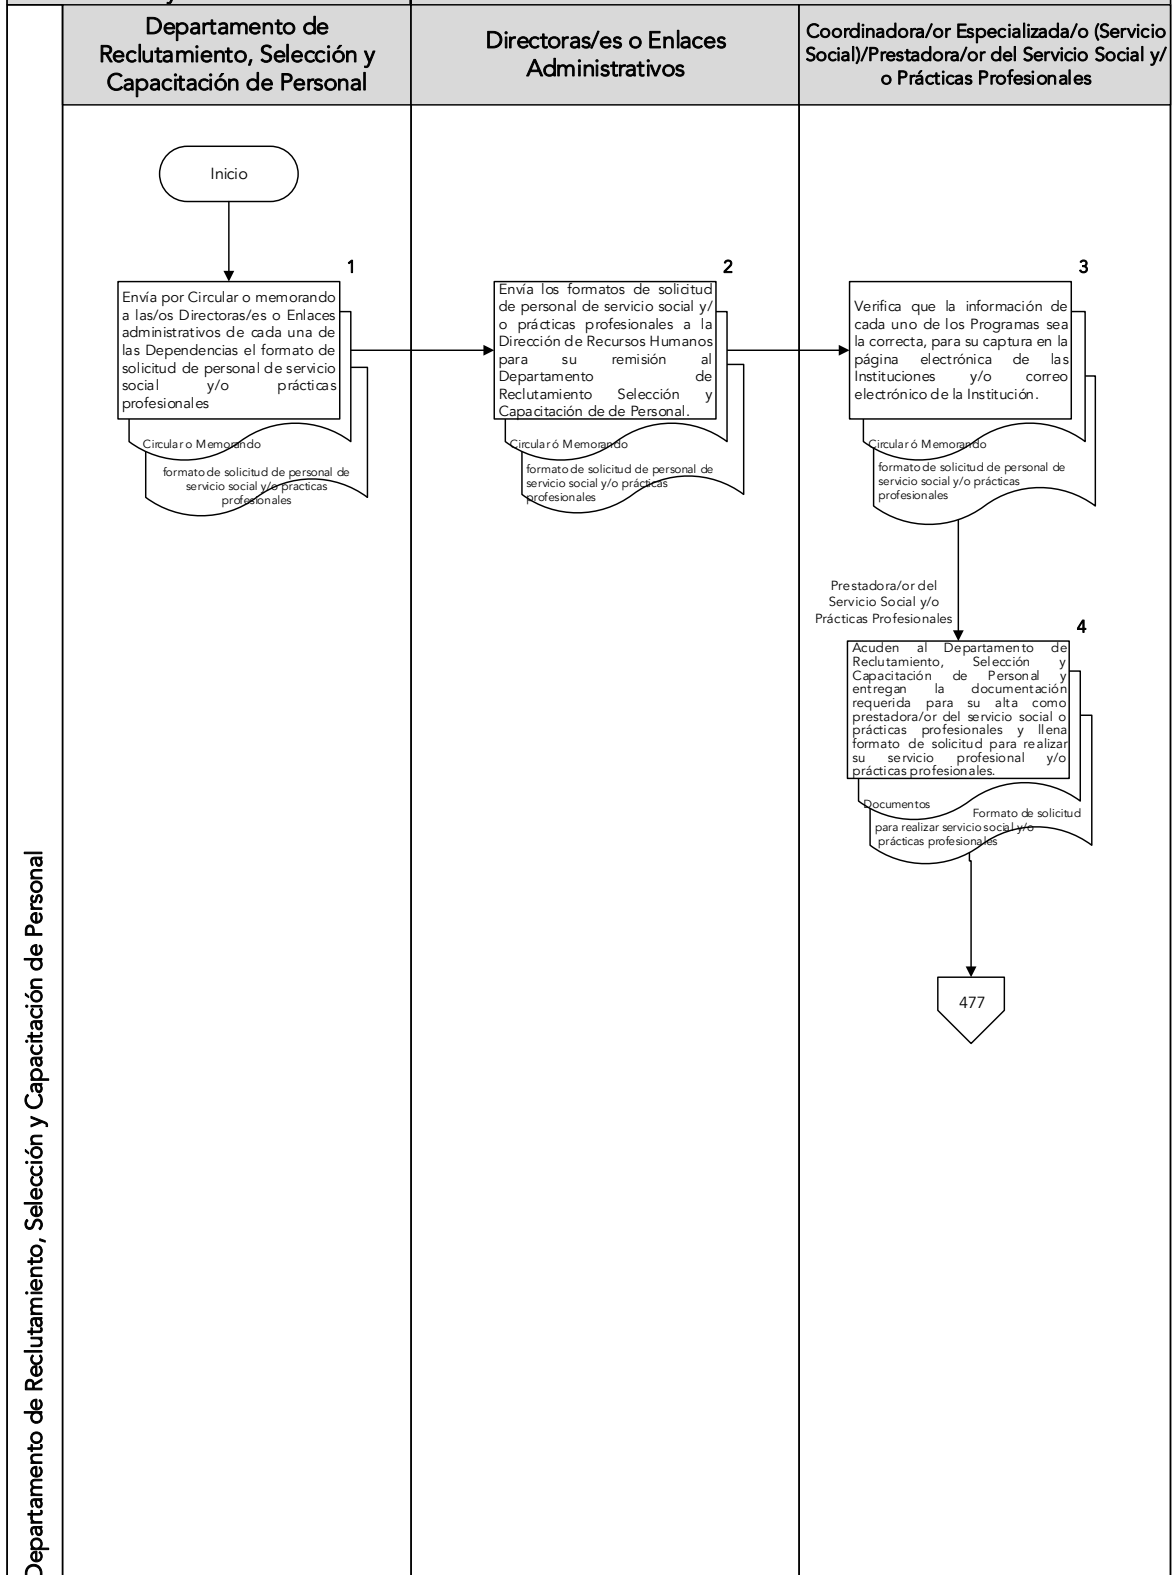 Departamento de
Reclutamiento, Selección y
Capacitación de Personal
Directoras/es o Enlaces
Administrativos
Coordinadora/or Especializada/o (Servicio
Social)/Prestadora/or del Servicio Social y/
o Prácticas Profesionales
Departamento de Reclutamiento, Selección y Capacitación de Personal
Inicio
1
Envía por Circular o memorando
a las/os Directoras/es o Enlaces
administrativos de cada una de
las Dependencias el formato de
solicitud de personal de servicio
social y/o prácticas
profesionales
Circular o Memorando
formato de solicitud de personal de
servicio social y/o practicas
profesionales
2
Envía los formatos de solicitud
de personal de servicio social y/
o prácticas profesionales a la
Dirección de Recursos Humanos
para su remisión al
Departamento de
Reclutamiento Selección y
Capacitación de de Personal.
Circular ó Memorando
formato de solicitud de personal de
servicio social y/o prácticas
profesionales
3
Verifica que la información de
cada uno de los Programas sea
la correcta, para su captura en la
página electrónica de las
Instituciones y/o correo
electrónico de la Institución.
Circular ó Memorando
formato de solicitud de personal de
servicio social y/o prácticas
profesionales
Prestadora/or del
Servicio Social y/o
Prácticas Profesionales
4
Acuden al Departamento de
Reclutamiento, Selección y
Capacitación de Personal y
entregan la documentación
requerida para su alta como
prestadora/or del servicio social o
prácticas profesionales y llena
formato de solicitud para realizar
su servicio profesional y/o
prácticas profesionales.
Documentos
Formato de solicitud
para realizar servicio social y/o
prácticas profesionales
477